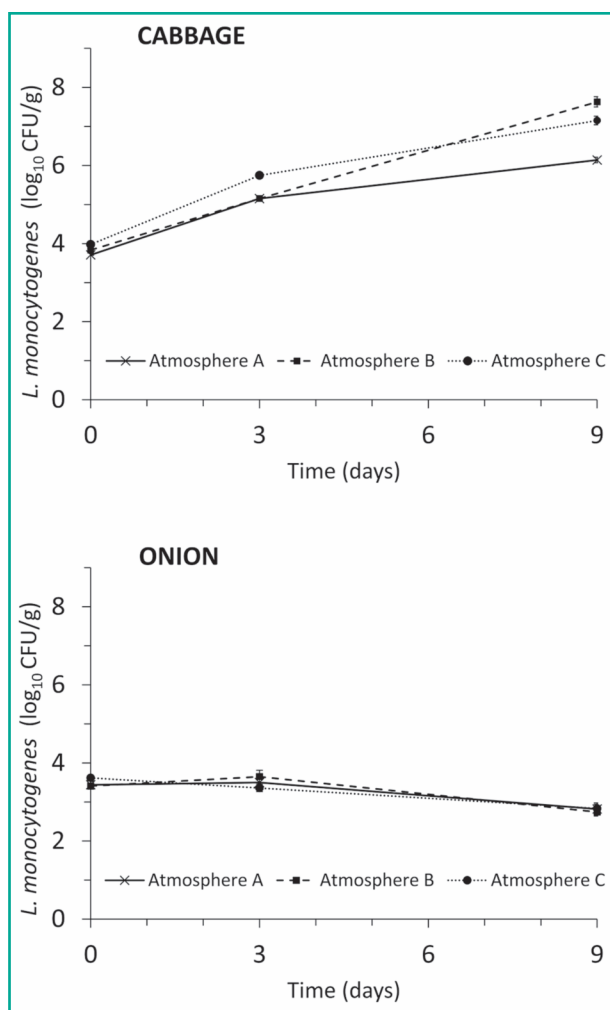 CABBAGE
L. monocytogenes (log10 CFU/g)
8
6
4
2
0
Atmosphere A Atmosphere B Atmosphere C
0 3 6 9
Time (days)
ONION
L. monocytogenes (log10 CFU/g)
8
6
4
2
0
Atmosphere A Atmosphere B Atmosphere C
0 3 6 9
Time (days)